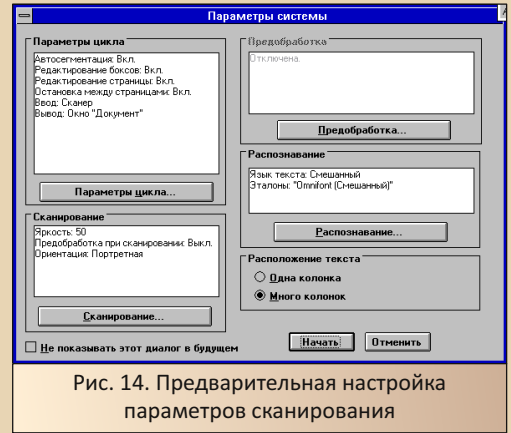 Параметры системы
Параметры цикла
Автосегментация: Вкл.
Редактирование боксов: Вкл.
Редактирование страницы: Вкл.
Остановка между страницами: Вкл.
Ввод: Сканер
Вывод: Окно "Документ"
Параметры цикла...
Сканирование
Яркость: 50
Предобработка при сканировании: Выкл.
Ориентация: Портретная
Сканирование...
Не показывать этот диалог в будущем
Предобработка
Отключена.
Предобработка...
Распознавание
Язык текста: Смешанный
Эталоны: "Omnifont (Смешанный)"
Распознавание...
Расположение текста
Одна колонка
Много колонок
Начать
Отменить
Рис. 14. Предварительная настройка
параметров сканирования